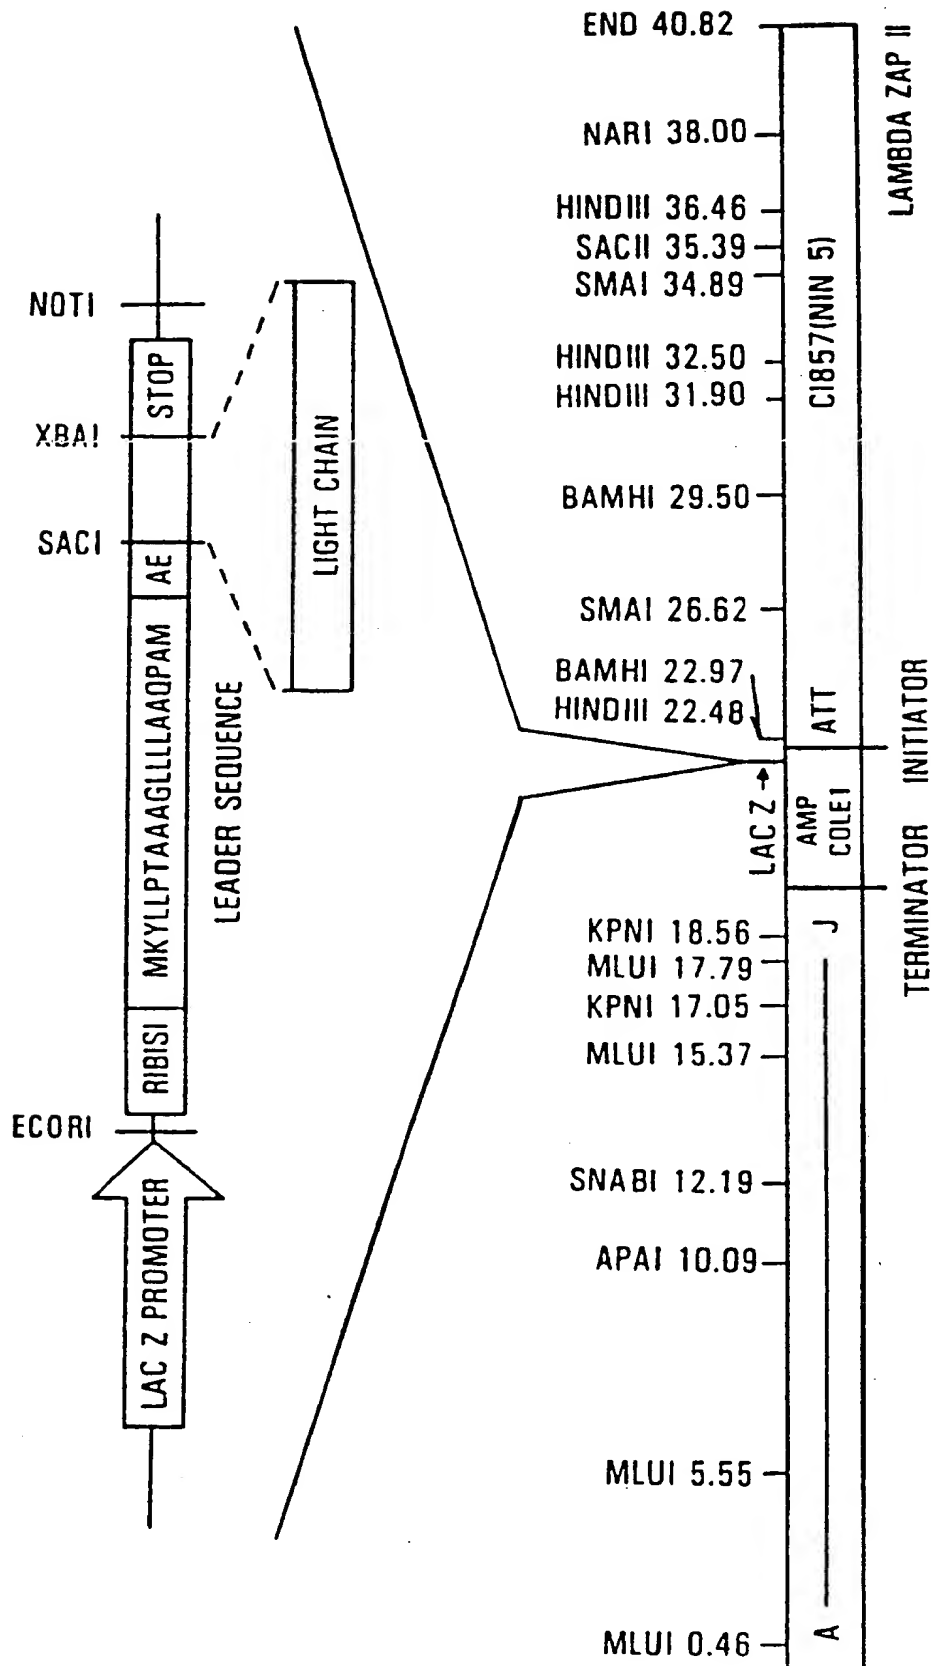 NOTI
XBAI
SACI
ECORI
STOP
AE
MKYLLPTAAAGLLLLAAQPAM
RIBISI
LAC Z PROMOTER
LEADER SEQUENCE
LIGHT CHAIN
END 40.82
NARI 38.00
HINDIII 36.46
SACII 35.39
SMAI 34.89
HINDIII 32.50
HINDIII 31.90
BAMHI 29.50
SMAI 26.62
BAMHI 22.97
HINDIII 22.48
LAC Z
KPNI 18.56
MLUI 17.79
KPNI 17.05
MLUI 15.37
SNABI 12.19
APAI 10.09
MLUI 5.55
MLUI 0.46
CI857(NIN 5)
ATT
AMP
COLE1
J
A
LAMBDA ZAP II
INITIATOR
TERMINATOR